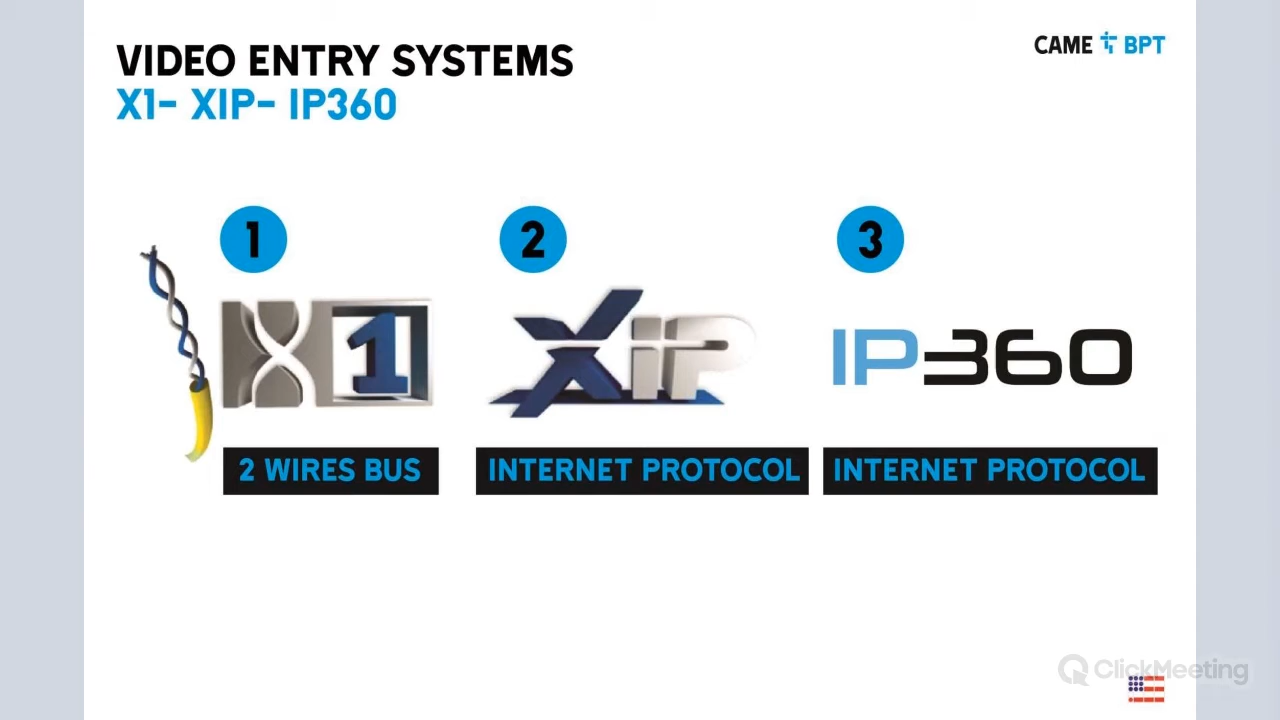 VIDEO ENTRY SYSTEMS
CAME BPT
X1- XIP- IP360
1
2
3
X1
XIP
IP360
2 WIRES BUS
INTERNET PROTOCOL
INTERNET PROTOCOL
ClickMeeting